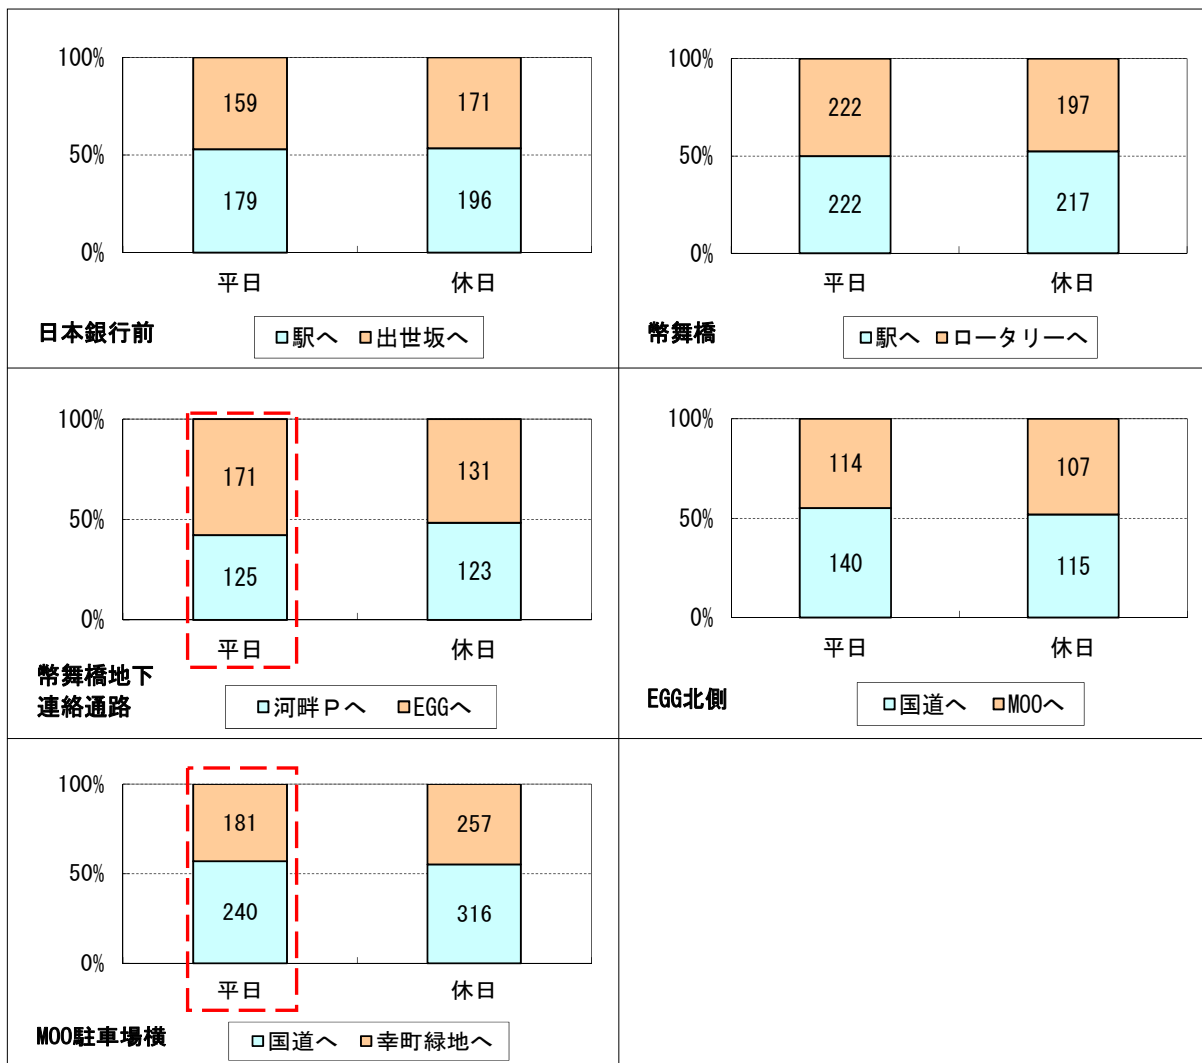 100%
50%
0%
159
179
171
196
平日
休日
日本銀行前
駅へ 出世坂へ
100%
50%
0%
222
222
197
217
平日
休日
幣舞橋
駅へ ロータリーへ
100%
50%
0%
171
125
131
123
平日
休日
幣舞橋地下
連絡通路
河畔Pへ EGGへ
100%
50%
0%
114
140
107
115
平日
休日
EGG北側
国道へ MOOへ
100%
50%
0%
181
240
257
316
平日
休日
MOO駐車場横
国道へ 幸町緑地へ